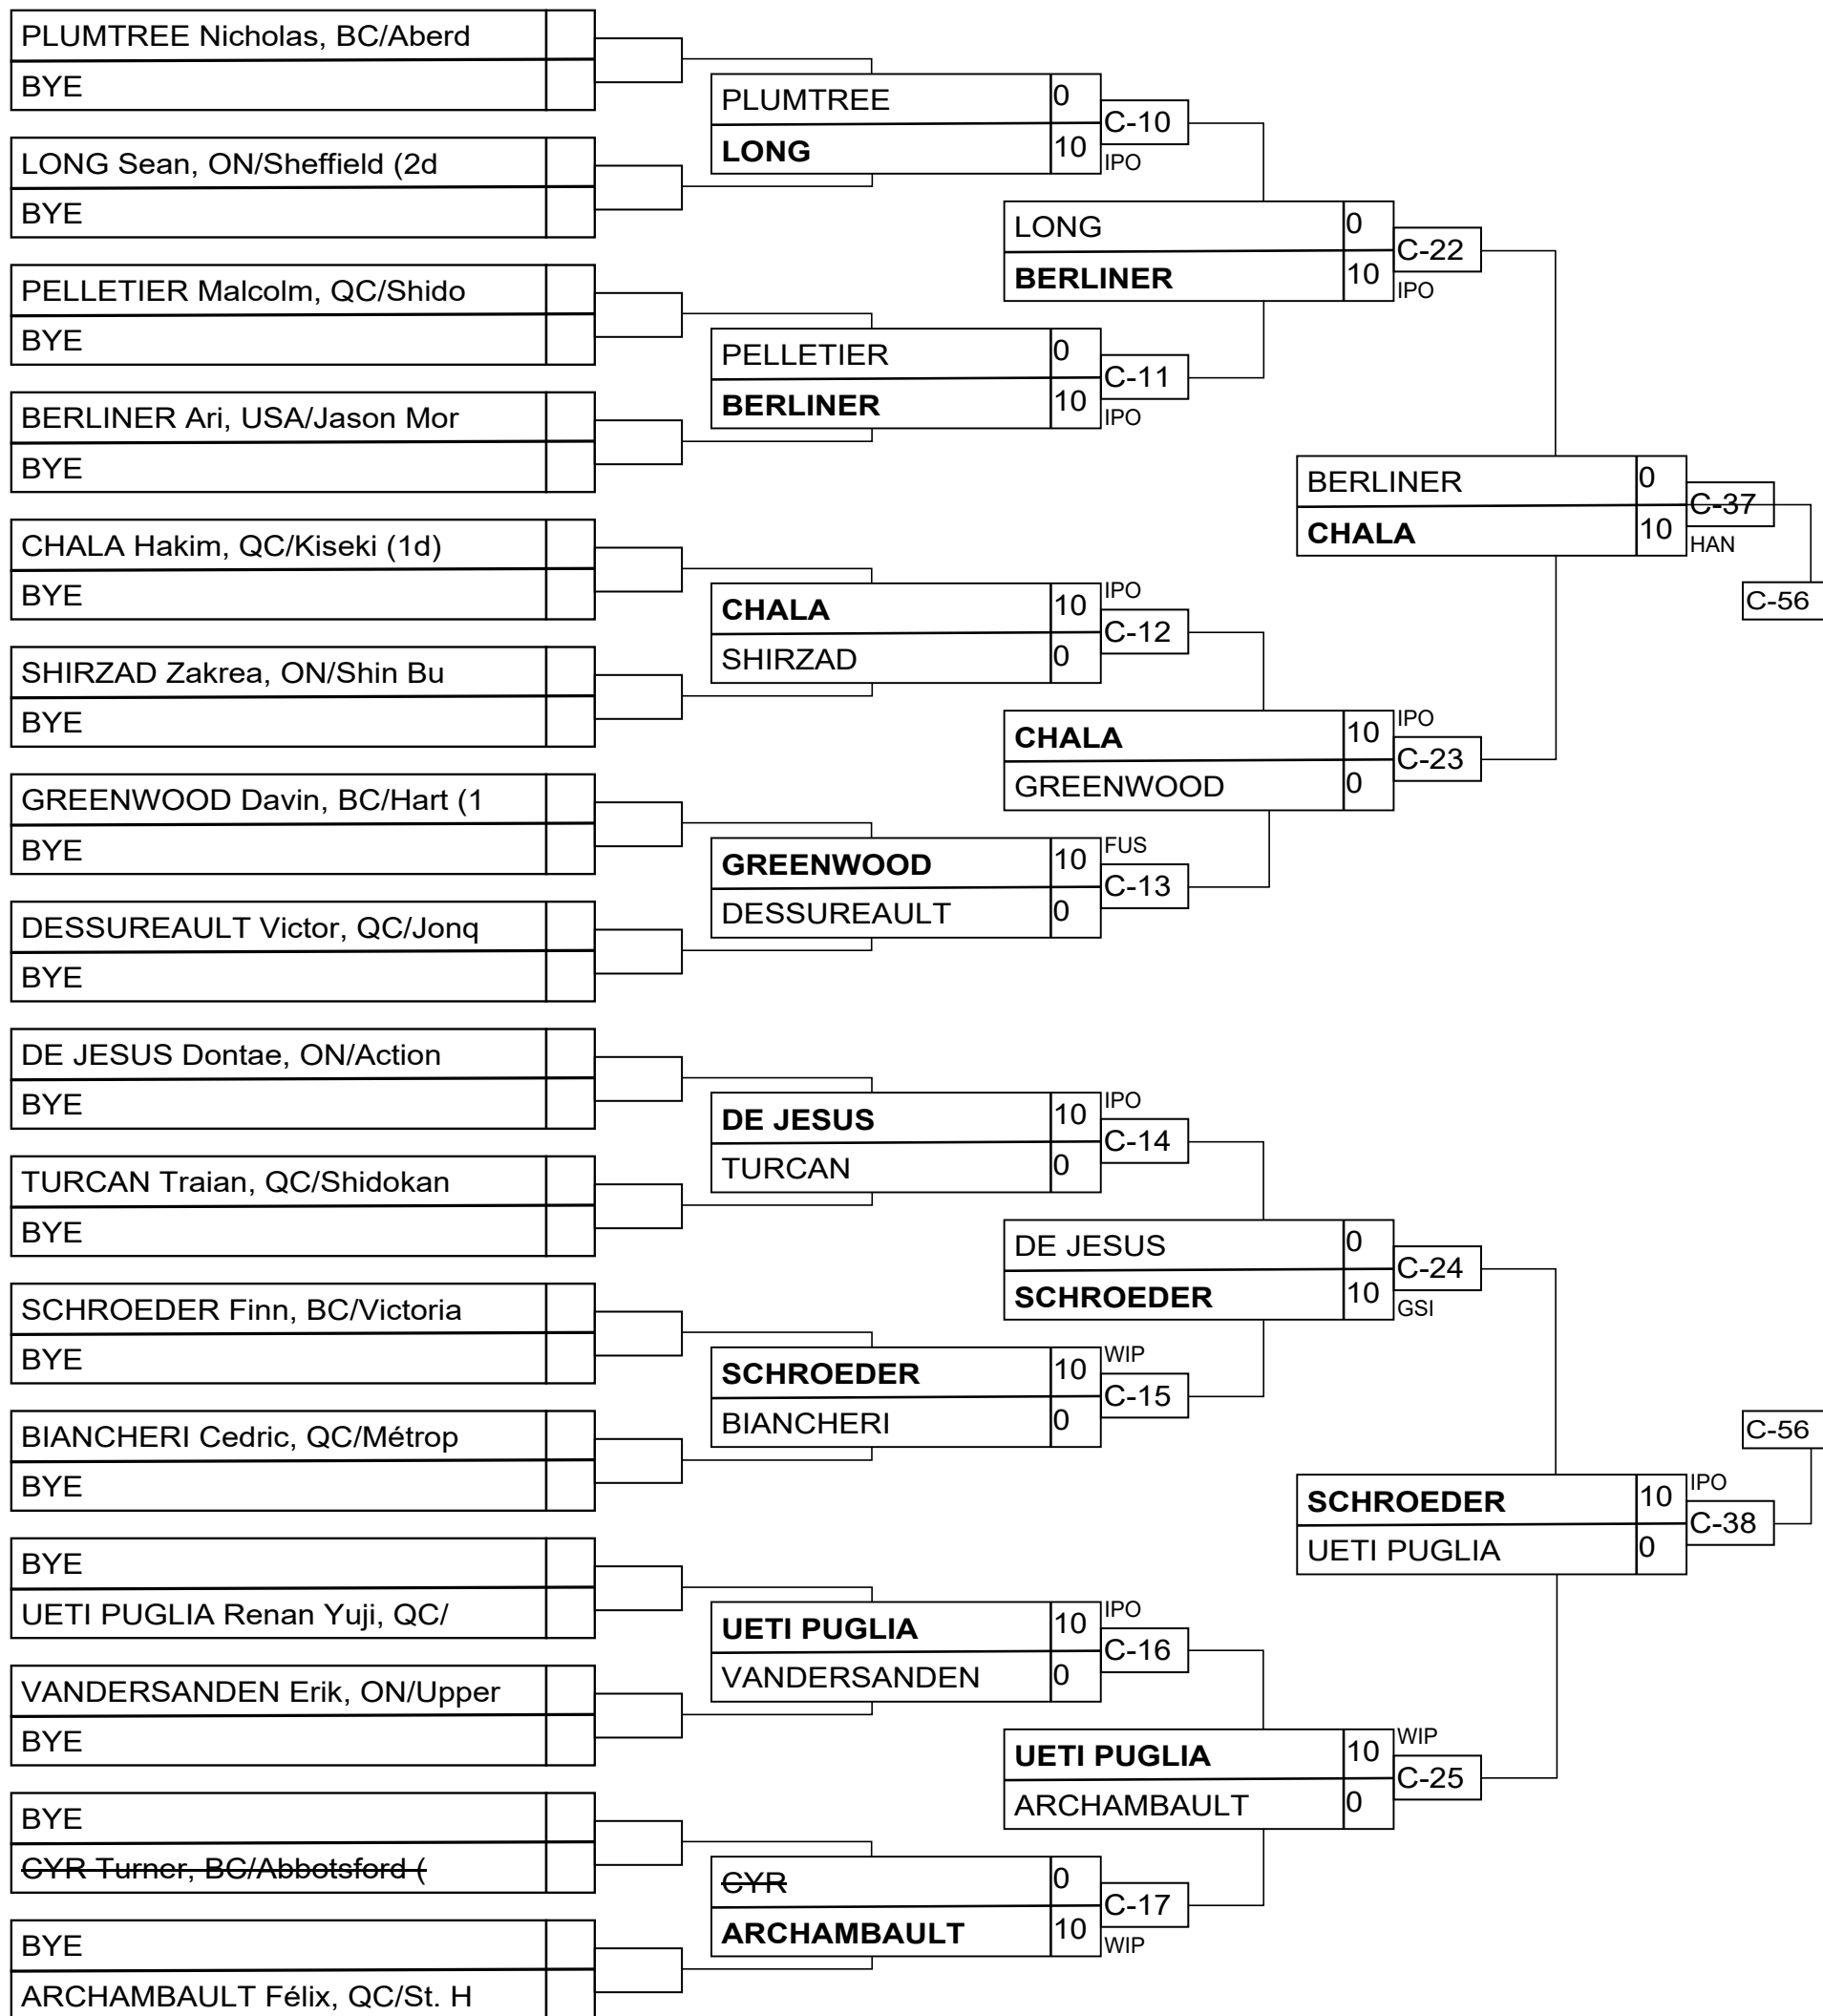 PLUMTREE Nicholas, BC/Aberd
BYE
LONG Sean, ON/Sheffield (2d
BYE
PELLETIER Malcolm, QC/Shido
BYE
BERLINER Ari, USA/Jason Mor
BYE
CHALA Hakim, QC/Kiseki (1d)
BYE
SHIRZAD Zakrea, ON/Shin Bu
BYE
GREENWOOD Davin, BC/Hart (1
BYE
DESSUREAULT Victor, QC/Jonq
BYE
DE JESUS Dontae, ON/Action
BYE
TURCAN Traian, QC/Shidokan
BYE
SCHROEDER Finn, BC/Victoria
BYE
BIANCHERI Cedric, QC/Métrop
BYE
BYE
UETI PUGLIA Renan Yuji, QC/
VANDERSANDEN Erik, ON/Upper
BYE
BYE
CYR Turner, BC/Abbotsford (
BYE
ARCHAMBAULT Félix, QC/St. H
PLUMTREE 0
C-10
LONG 10
IPO
PELLETIER 0
C-11
BERLINER 10
IPO
IPO
CHALA 10
C-12
SHIRZAD 0
FUS
GREENWOOD 10
C-13
DESSUREAULT 0
IPO
DE JESUS 10
C-14
TURCAN 0
WIP
SCHROEDER 10
C-15
BIANCHERI 0
IPO
UETI PUGLIA 10
C-16
VANDERSANDEN 0
CYR 0
C-17
ARCHAMBAULT 10
WIP
LONG 0
C-22
BERLINER 10
IPO
IPO
CHALA 10
C-23
GREENWOOD 0
DE JESUS 0
C-24
SCHROEDER 10
GSI
WIP
UETI PUGLIA 10
C-25
ARCHAMBAULT 0
BERLINER 0
C-37
CHALA 10
HAN
C-56
C-56
IPO
SCHROEDER 10
C-38
UETI PUGLIA 0